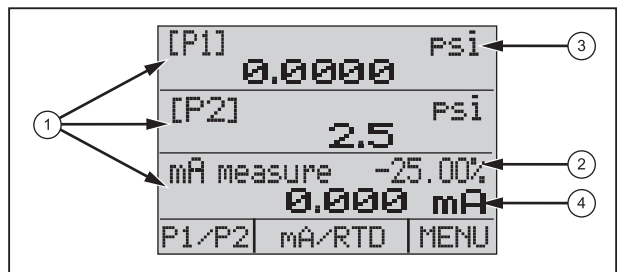 [P1] psi
0.0000
[P2] psi
2.5
mA measure -25.00%
0.000 mA
P1/P2 mA/RTD MENU
1
3
2
4